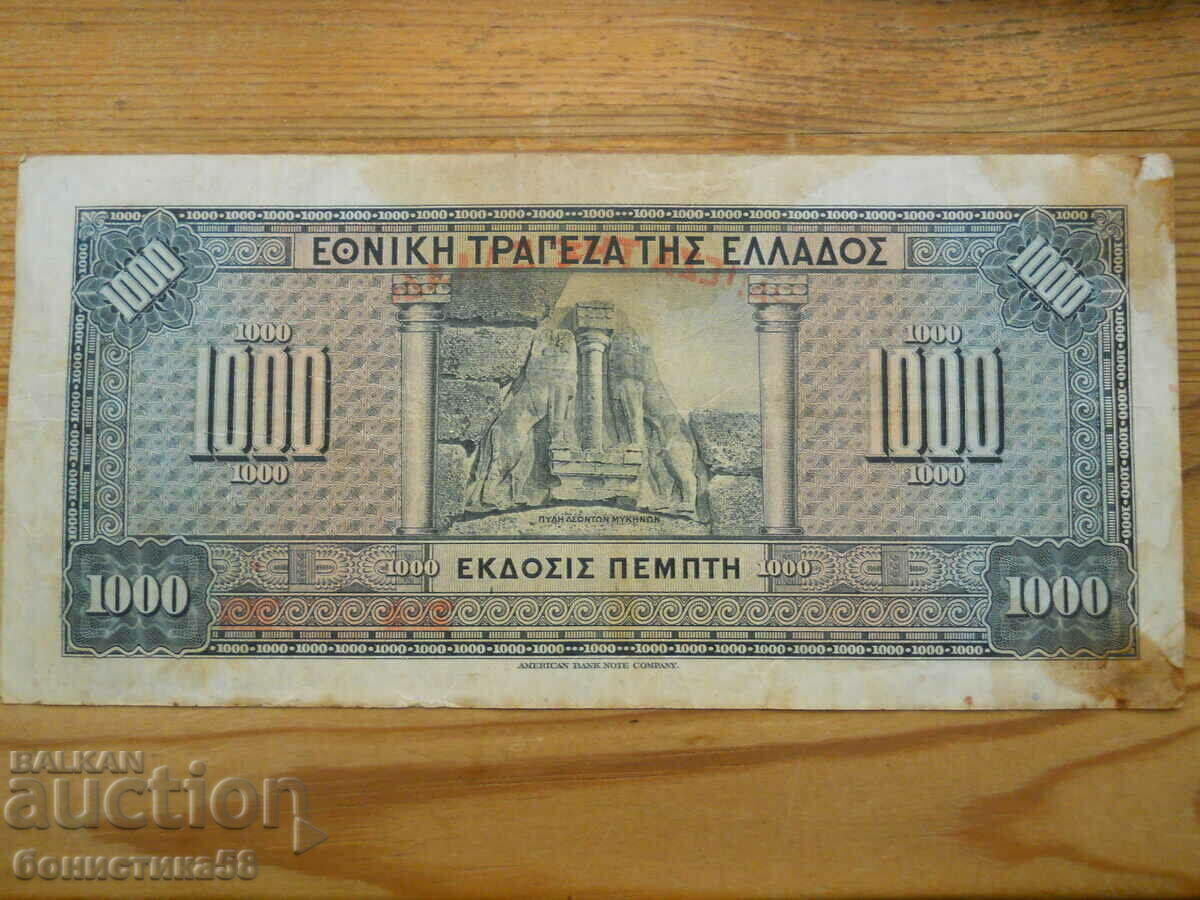 ΕΘΝΙΚΗ ΤΡΑΠΕΖΑ ΤΗΣ ΕΛΛΑΔΟΣ
1000 1000
1000 1000
1000 1000
1000 1000
ΠΥΛΗ ΛΕΟΝΤΩΝ ΜΥΚΗΝΩΝ
1000 ΕΚΔΟΣΙΣ ΠΕΜΠΤΗ 1000
1000 1000
AMERICAN BANK NOTE COMPANY.
BALKAN
auction
бонистика58